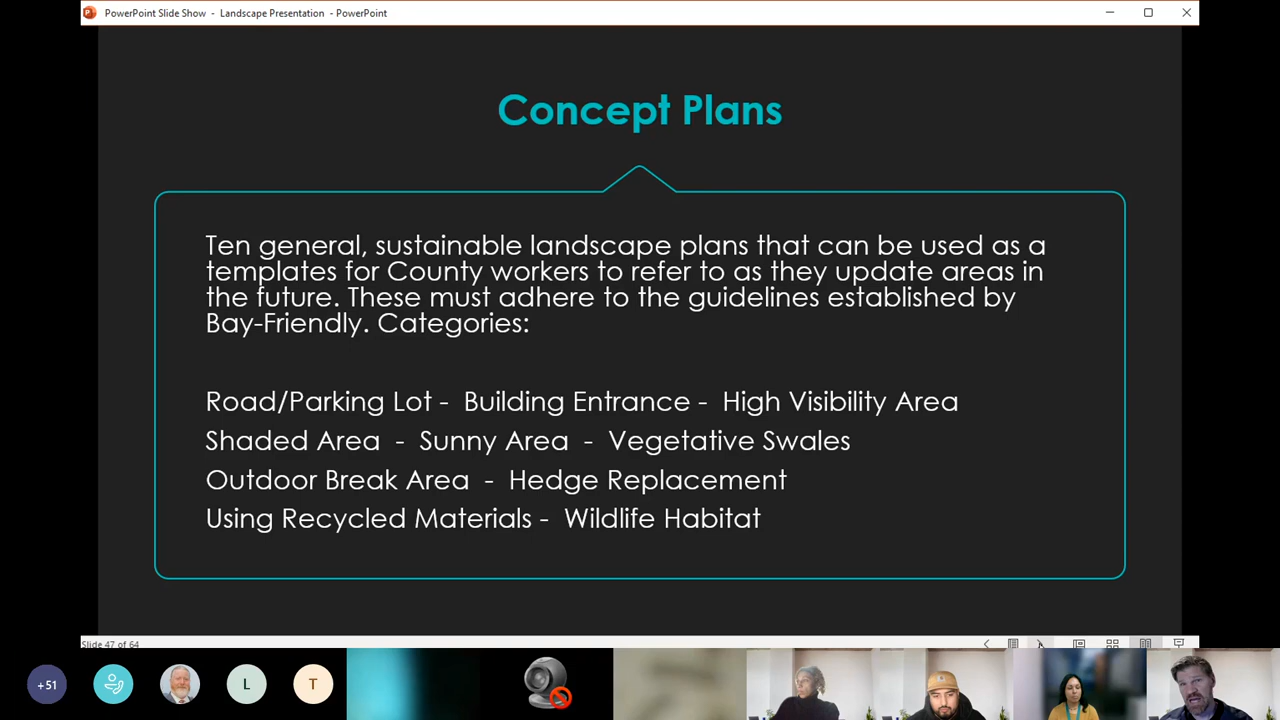 PowerPoint Slide Show - Landscape Presentation - PowerPoint
Concept Plans
Ten general, sustainable landscape plans that can be used as a
templates for County workers to refer to as they update areas in
the future. These must adhere to the guidelines established by
Bay-Friendly. Categories:
Road/Parking Lot - Building Entrance - High Visibility Area
Shaded Area - Sunny Area - Vegetative Swales
Outdoor Break Area - Hedge Replacement
Using Recycled Materials - Wildlife Habitat
Slide 47 of 64
+51
L
T